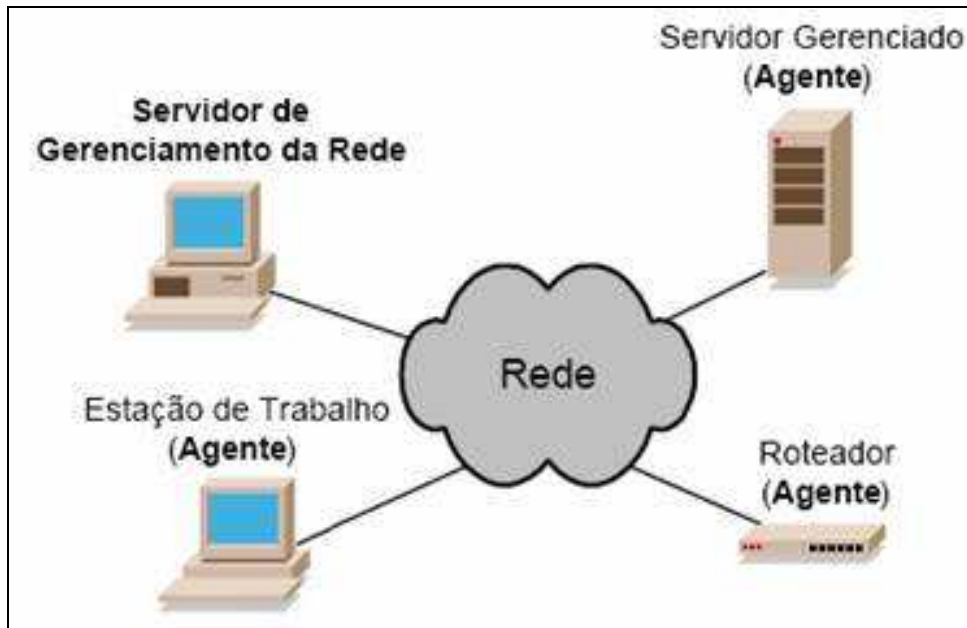 Servidor Gerenciado
(Agente)
Servidor de
Gerenciamento da Rede
Rede
Estação de Trabalho
(Agente)
Roteador
(Agente)